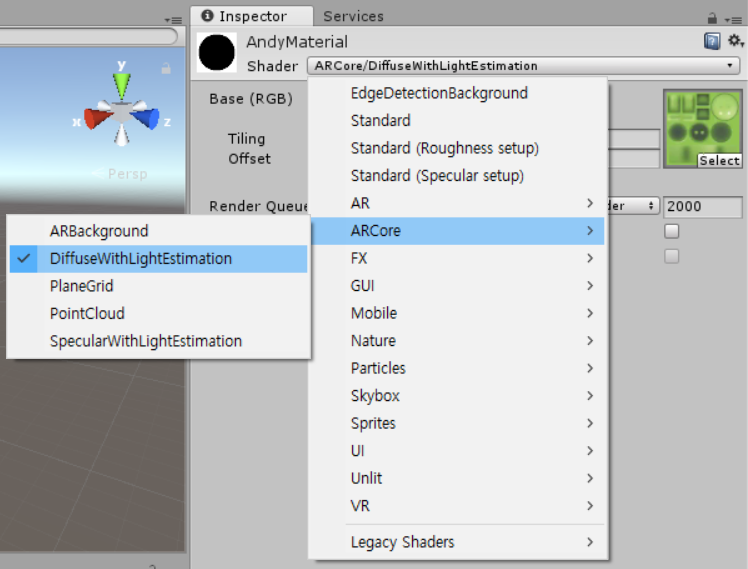 Inspector
Services
AndyMaterial
Shader
ARCore/DiffuseWithLightEstimation
y
x
z
Persp
Base (RGB)
Tiling
Offset
Select
Render Queue
2000
EdgeDetectionBackground
Standard
Standard (Roughness setup)
Standard (Specular setup)
AR
ARCore
FX
GUI
Mobile
Nature
Particles
Skybox
Sprites
UI
Unlit
VR
Legacy Shaders
ARBackground
DiffuseWithLightEstimation
PlaneGrid
PointCloud
SpecularWithLightEstimation